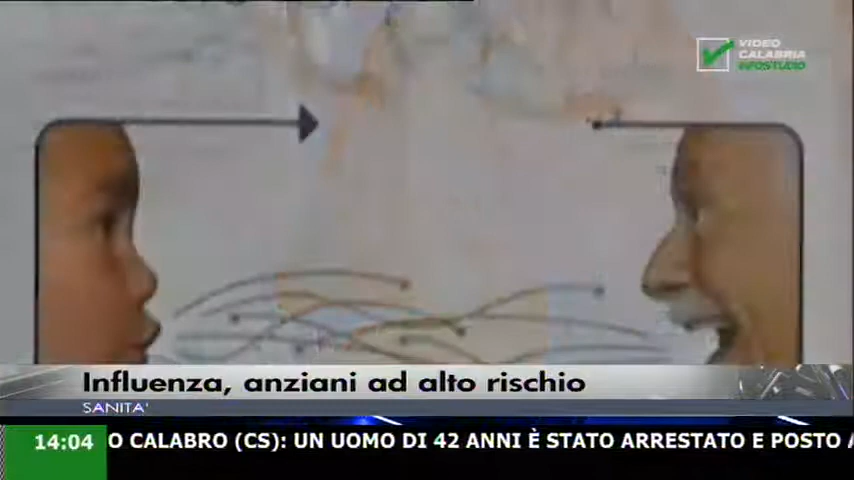 VIDEO
CALABRIA
INFOSTUDIO
Influenza, anziani ad alto rischio
SANITA'
14:04 O CALABRO (CS): UN UOMO DI 42 ANNI È STATO ARRESTATO E POSTO A